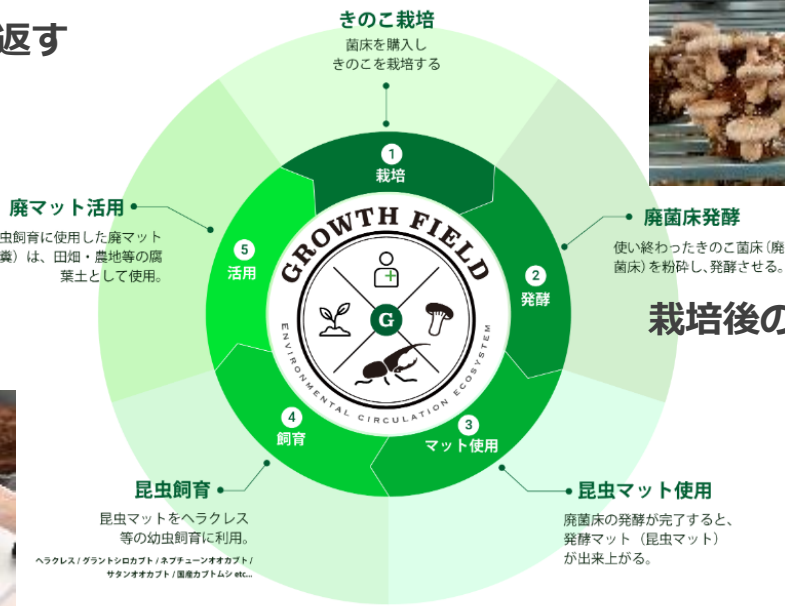 返す
きのこ栽培
菌床を購入し
きのこを栽培する
1
栽培
廃マット活用
虫飼育に使用した廃マット
糞）は、田畑・農地等の腐
葉土として使用。
5
活用
GROWTH FIELD
G
ENVIRONMENTAL CIRCULATION ECOSYSTEM
2
発酵
廃菌床発酵
使い終わったきのこ菌床（廃
菌床）を粉砕し、発酵させる。
栽培後の
4
飼育
3
マット使用
昆虫飼育
昆虫マットをヘラクレス
等の幼虫飼育に利用。
ヘラクレス / グラントシロカブト / ネプチューンオオカブト /
サタンオオカブト / 国産カブトムシ etc...
昆虫マット使用
廃菌床の発酵が完了すると、
発酵マット（昆虫マット）
が出来上がる。